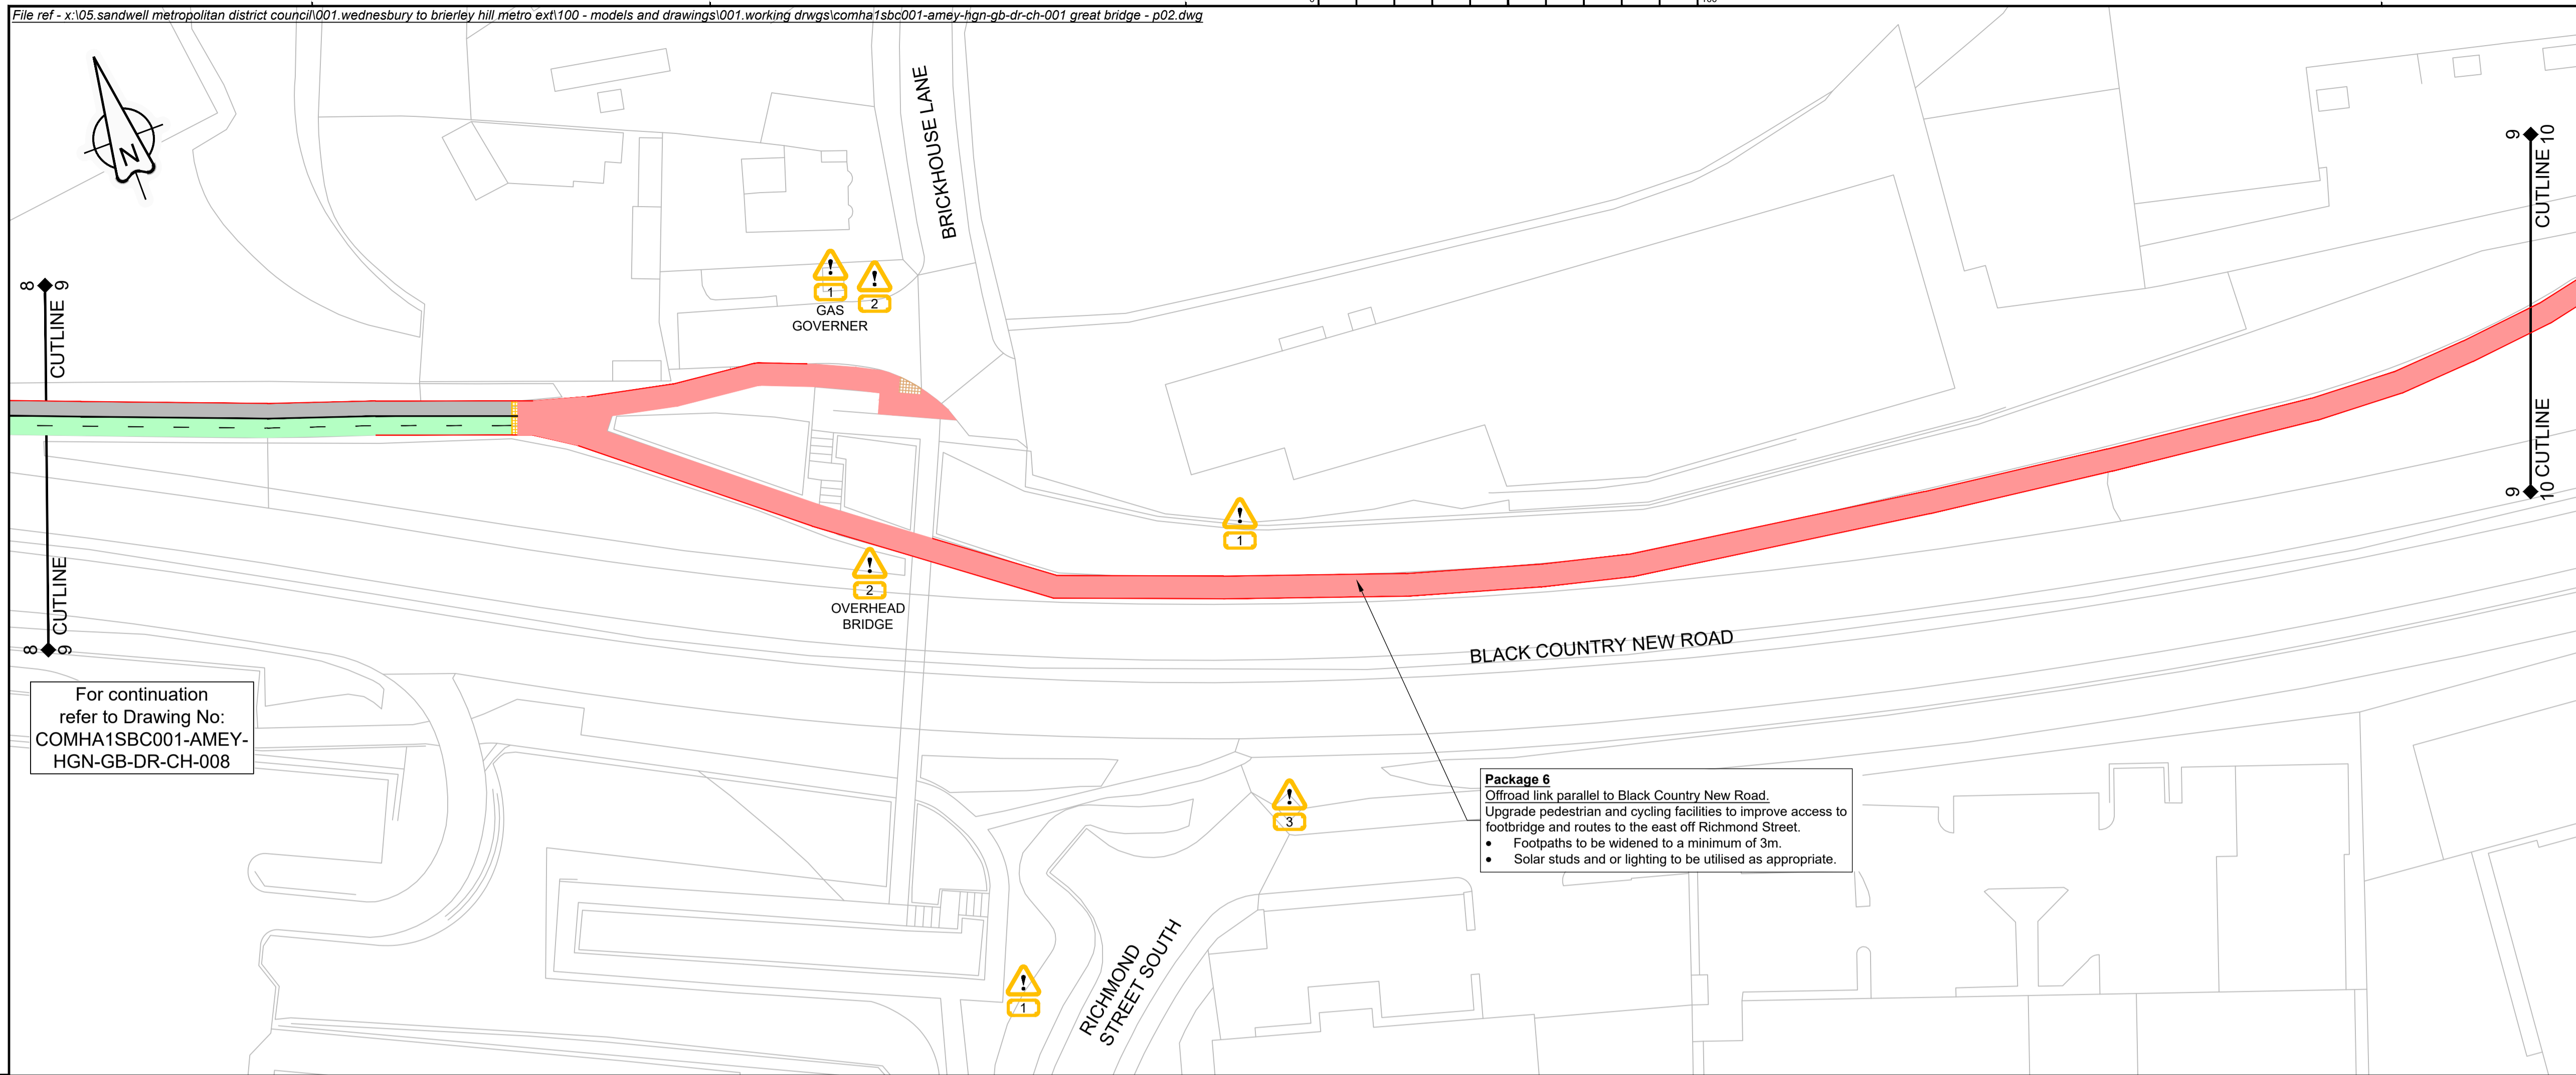 File ref - x:\05.sandwell metropolitan district council\001.wednesbury to brierley hill metro ext\100 - models and drawings\001.working drwgs\comha1sbc001-amey-hgn-gb-dr-ch-001 great bridge - p02.dwg
N
BRICKHOUSE LANE
8
9
CUTLINE
9
10
CUTLINE
1
2
GAS
GOVERNER
1
2
OVERHEAD
BRIDGE
CUTLINE
8
9
CUTLINE
9
10
BLACK COUNTRY NEW ROAD
For continuation
refer to Drawing No:
COMHA1SBC001-AMEY-
HGN-GB-DR-CH-008
3
Package 6
Offroad link parallel to Black Country New Road.
Upgrade pedestrian and cycling facilities to improve access to
footbridge and routes to the east off Richmond Street.
• Footpaths to be widened to a minimum of 3m.
• Solar studs and or lighting to be utilised as appropriate.
1
RICHMOND
STREET SOUTH